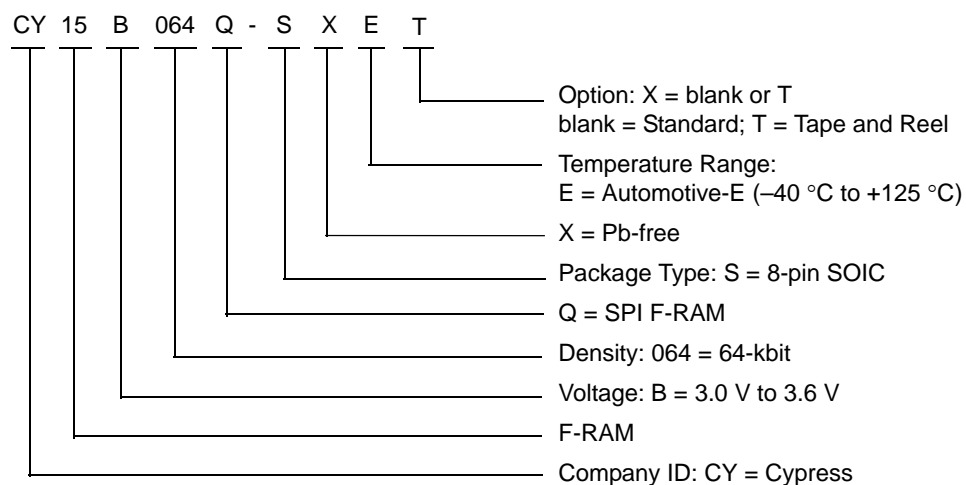 CY 15 B 064 Q - S X E T
Option: X = blank or T
blank = Standard; T = Tape and Reel
Temperature Range:
E = Automotive-E (–40 °C to +125 °C)
X = Pb-free
Package Type: S = 8-pin SOIC
Q = SPI F-RAM
Density: 064 = 64-kbit
Voltage: B = 3.0 V to 3.6 V
F-RAM
Company ID: CY = Cypress